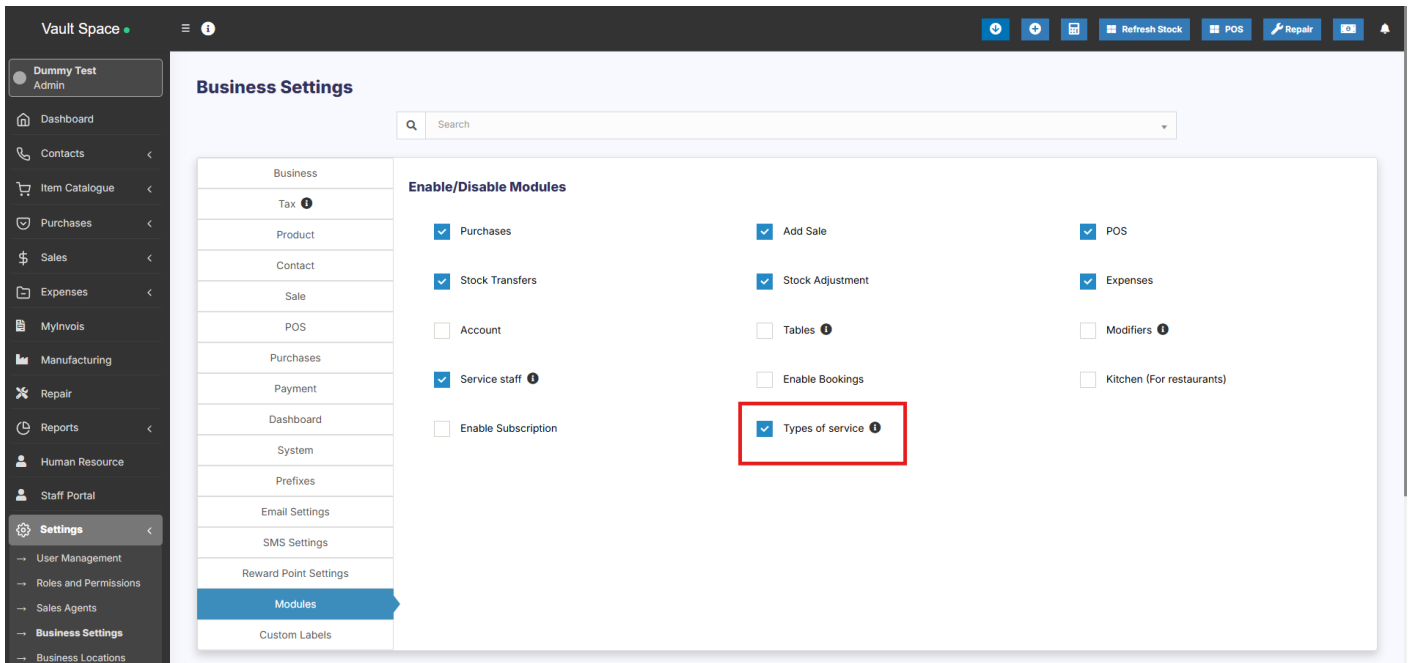 Vault Space
Refresh Stock
POS
Repair
Dummy Test
Admin
Dashboard
Contacts
Item Catalogue
Purchases
Sales
Expenses
MyInvois
Manufacturing
Repair
Reports
Human Resource
Staff Portal
Settings
→ User Management
→ Roles and Permissions
→ Sales Agents
→ Business Settings
→ Business Locations
Business Settings
Search
Business
Tax
Product
Contact
Sale
POS
Purchases
Payment
Dashboard
System
Prefixes
Email Settings
SMS Settings
Reward Point Settings
Modules
Custom Labels
Enable/Disable Modules
Purchases
Add Sale
POS
Stock Transfers
Stock Adjustment
Expenses
Account
Tables
Modifiers
Service staff
Enable Bookings
Kitchen (For restaurants)
Enable Subscription
Types of service